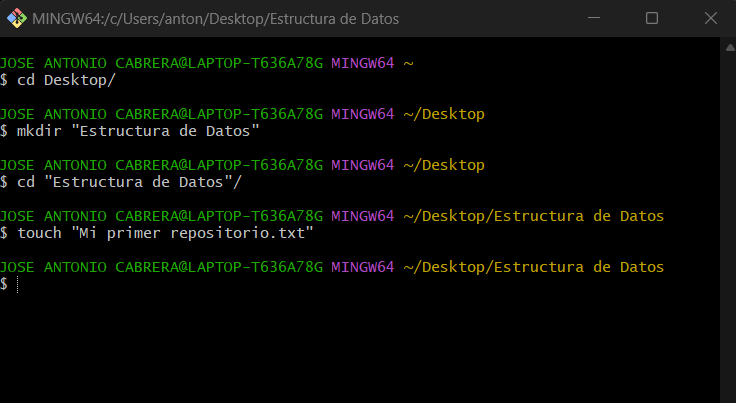 MINGW64:/c/Users/anton/Desktop/Estructura de Datos
JOSE ANTONIO CABRERA@LAPTOP-T636A78G MINGW64 ~
$ cd Desktop/
JOSE ANTONIO CABRERA@LAPTOP-T636A78G MINGW64 ~/Desktop
$ mkdir "Estructura de Datos"
JOSE ANTONIO CABRERA@LAPTOP-T636A78G MINGW64 ~/Desktop
$ cd "Estructura de Datos"/
JOSE ANTONIO CABRERA@LAPTOP-T636A78G MINGW64 ~/Desktop/Estructura de Datos
$ touch "Mi primer repositorio.txt"
JOSE ANTONIO CABRERA@LAPTOP-T636A78G MINGW64 ~/Desktop/Estructura de Datos
$